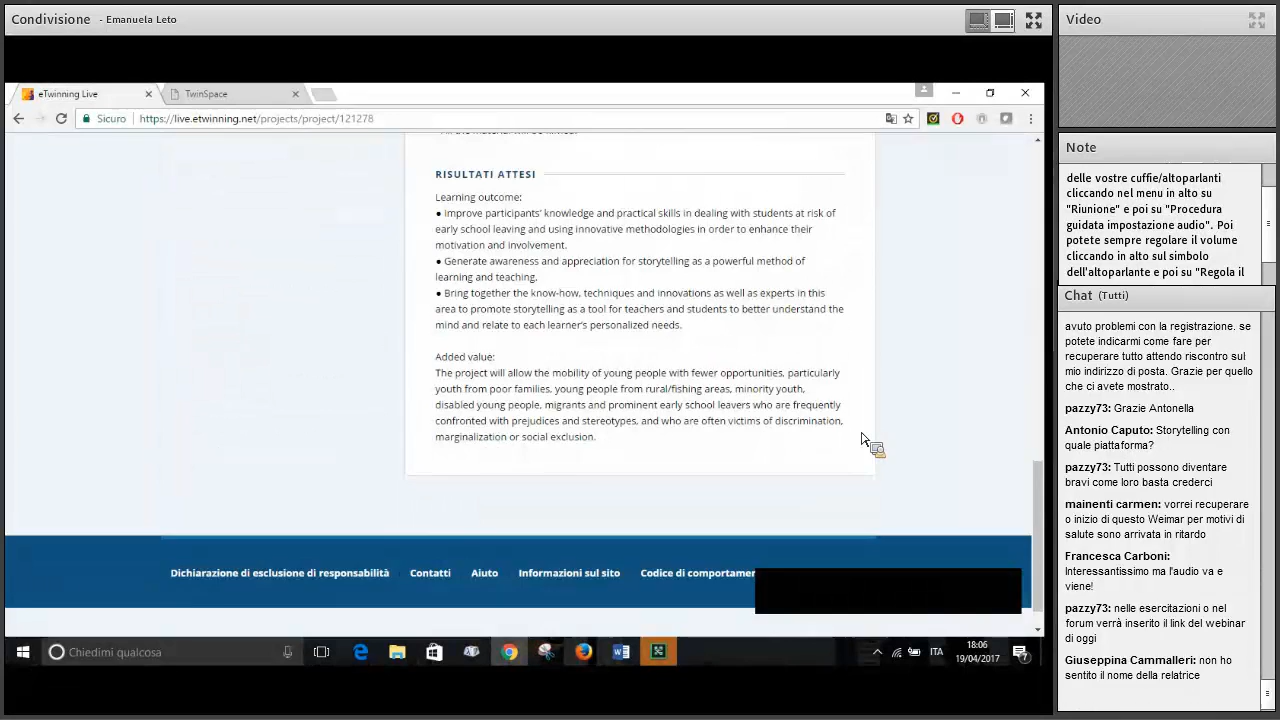 Condivisione - Emanuela Leto
eTwinning Live
TwinSpace
Sicuro
https://live.etwinning.net/projects/project/121278
RISULTATI ATTESI
Learning outcome:
● Improve participants' knowledge and practical skills in dealing with students at risk of
early school leaving and using innovative methodologies in order to enhance their
motivation and involvement.
● Generate awareness and appreciation for storytelling as a powerful method of
learning and teaching.
● Bring together the know-how, techniques and innovations as well as experts in this
area to promote storytelling as a tool for teachers and students to better understand the
mind and relate to each learner's personalized needs.
Added value:
The project will allow the mobility of young people with fewer opportunities, particularly
youth from poor families, young people from rural/fishing areas, minority youth,
disabled young people, migrants and prominent early school leavers who are frequently
confronted with prejudices and stereotypes, and who are often victims of discrimination,
marginalization or social exclusion.
Dichiarazione di esclusione di responsabilità
Contatti
Aiuto
Informazioni sul sito
Codice di comportamen
Chiedimi qualcosa
ITA
18:06
19/04/2017
7
Video
Note
delle vostre cuffie/altoparlanti
cliccando nel menu in alto su
"Riunione" e poi su "Procedura
guidata impostazione audio". Poi
potete sempre regolare il volume
cliccando in alto sul simbolo
dell'altoparlante e poi su "Regola il
Chat (Tutti)
avuto problemi con la registrazione. se
potete indicarmi come fare per
recuperare tutto attendo riscontro sul
mio indirizzo di posta. Grazie per quello
che ci avete mostrato..
pazzy73: Grazie Antonella
Antonio Caputo: Storytelling con
quale piattaforma?
pazzy73: Tutti possono diventare
bravi come loro basta crederci
mainenti carmen: vorrei recuperare
o inizio di questo Weimar per motivi di
salute sono arrivata in ritardo
Francesca Carboni:
Interessantissimo ma l'audio va e
viene!
pazzy73: nelle esercitazioni o nel
forum verrà inserito il link del webinar
di oggi
Giuseppina Cammalleri: non ho
sentito il nome della relatrice